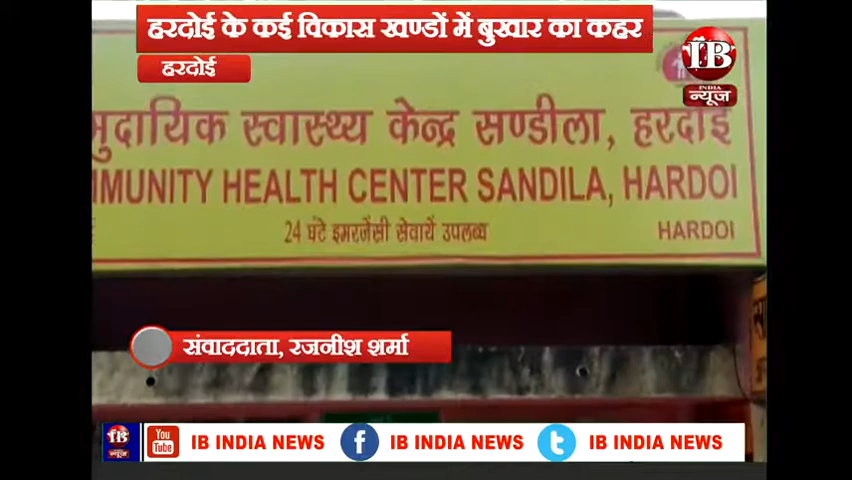 हरदोई के कई विकास खण्डों में बुखार का कहर
हरदोई
IB
INDIA
न्यूज़
मुदायिक स्वास्थ्य केन्द्र सण्डीला, हरदोई
MMUNITY HEALTH CENTER SANDILA, HARDOI
24 घंटे इमरजेंसी सेवायें उपलब्ध
HARDOI
संवाददाता, रजनीश शर्मा
IB
न्यूज़
You Tube IB INDIA NEWS IB INDIA NEWS IB INDIA NEWS